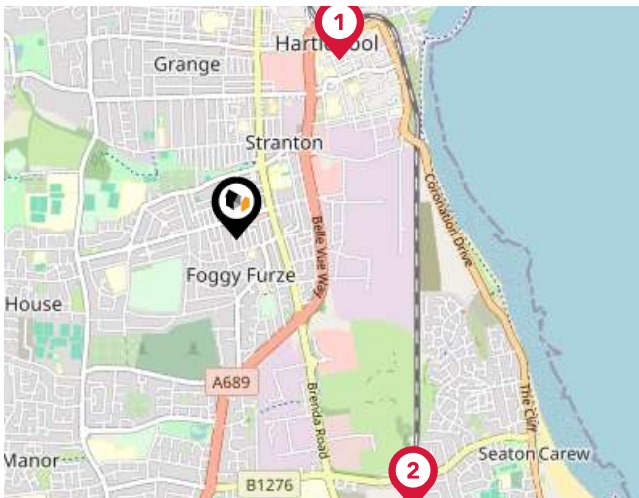 1
Hartlepool
Grange
Stranton
Coronation Drive
Belle Vue Way
Foggy Furze
House
A689
Brenda Road
The Cliff
Manor
2
Seaton Carew
B1276